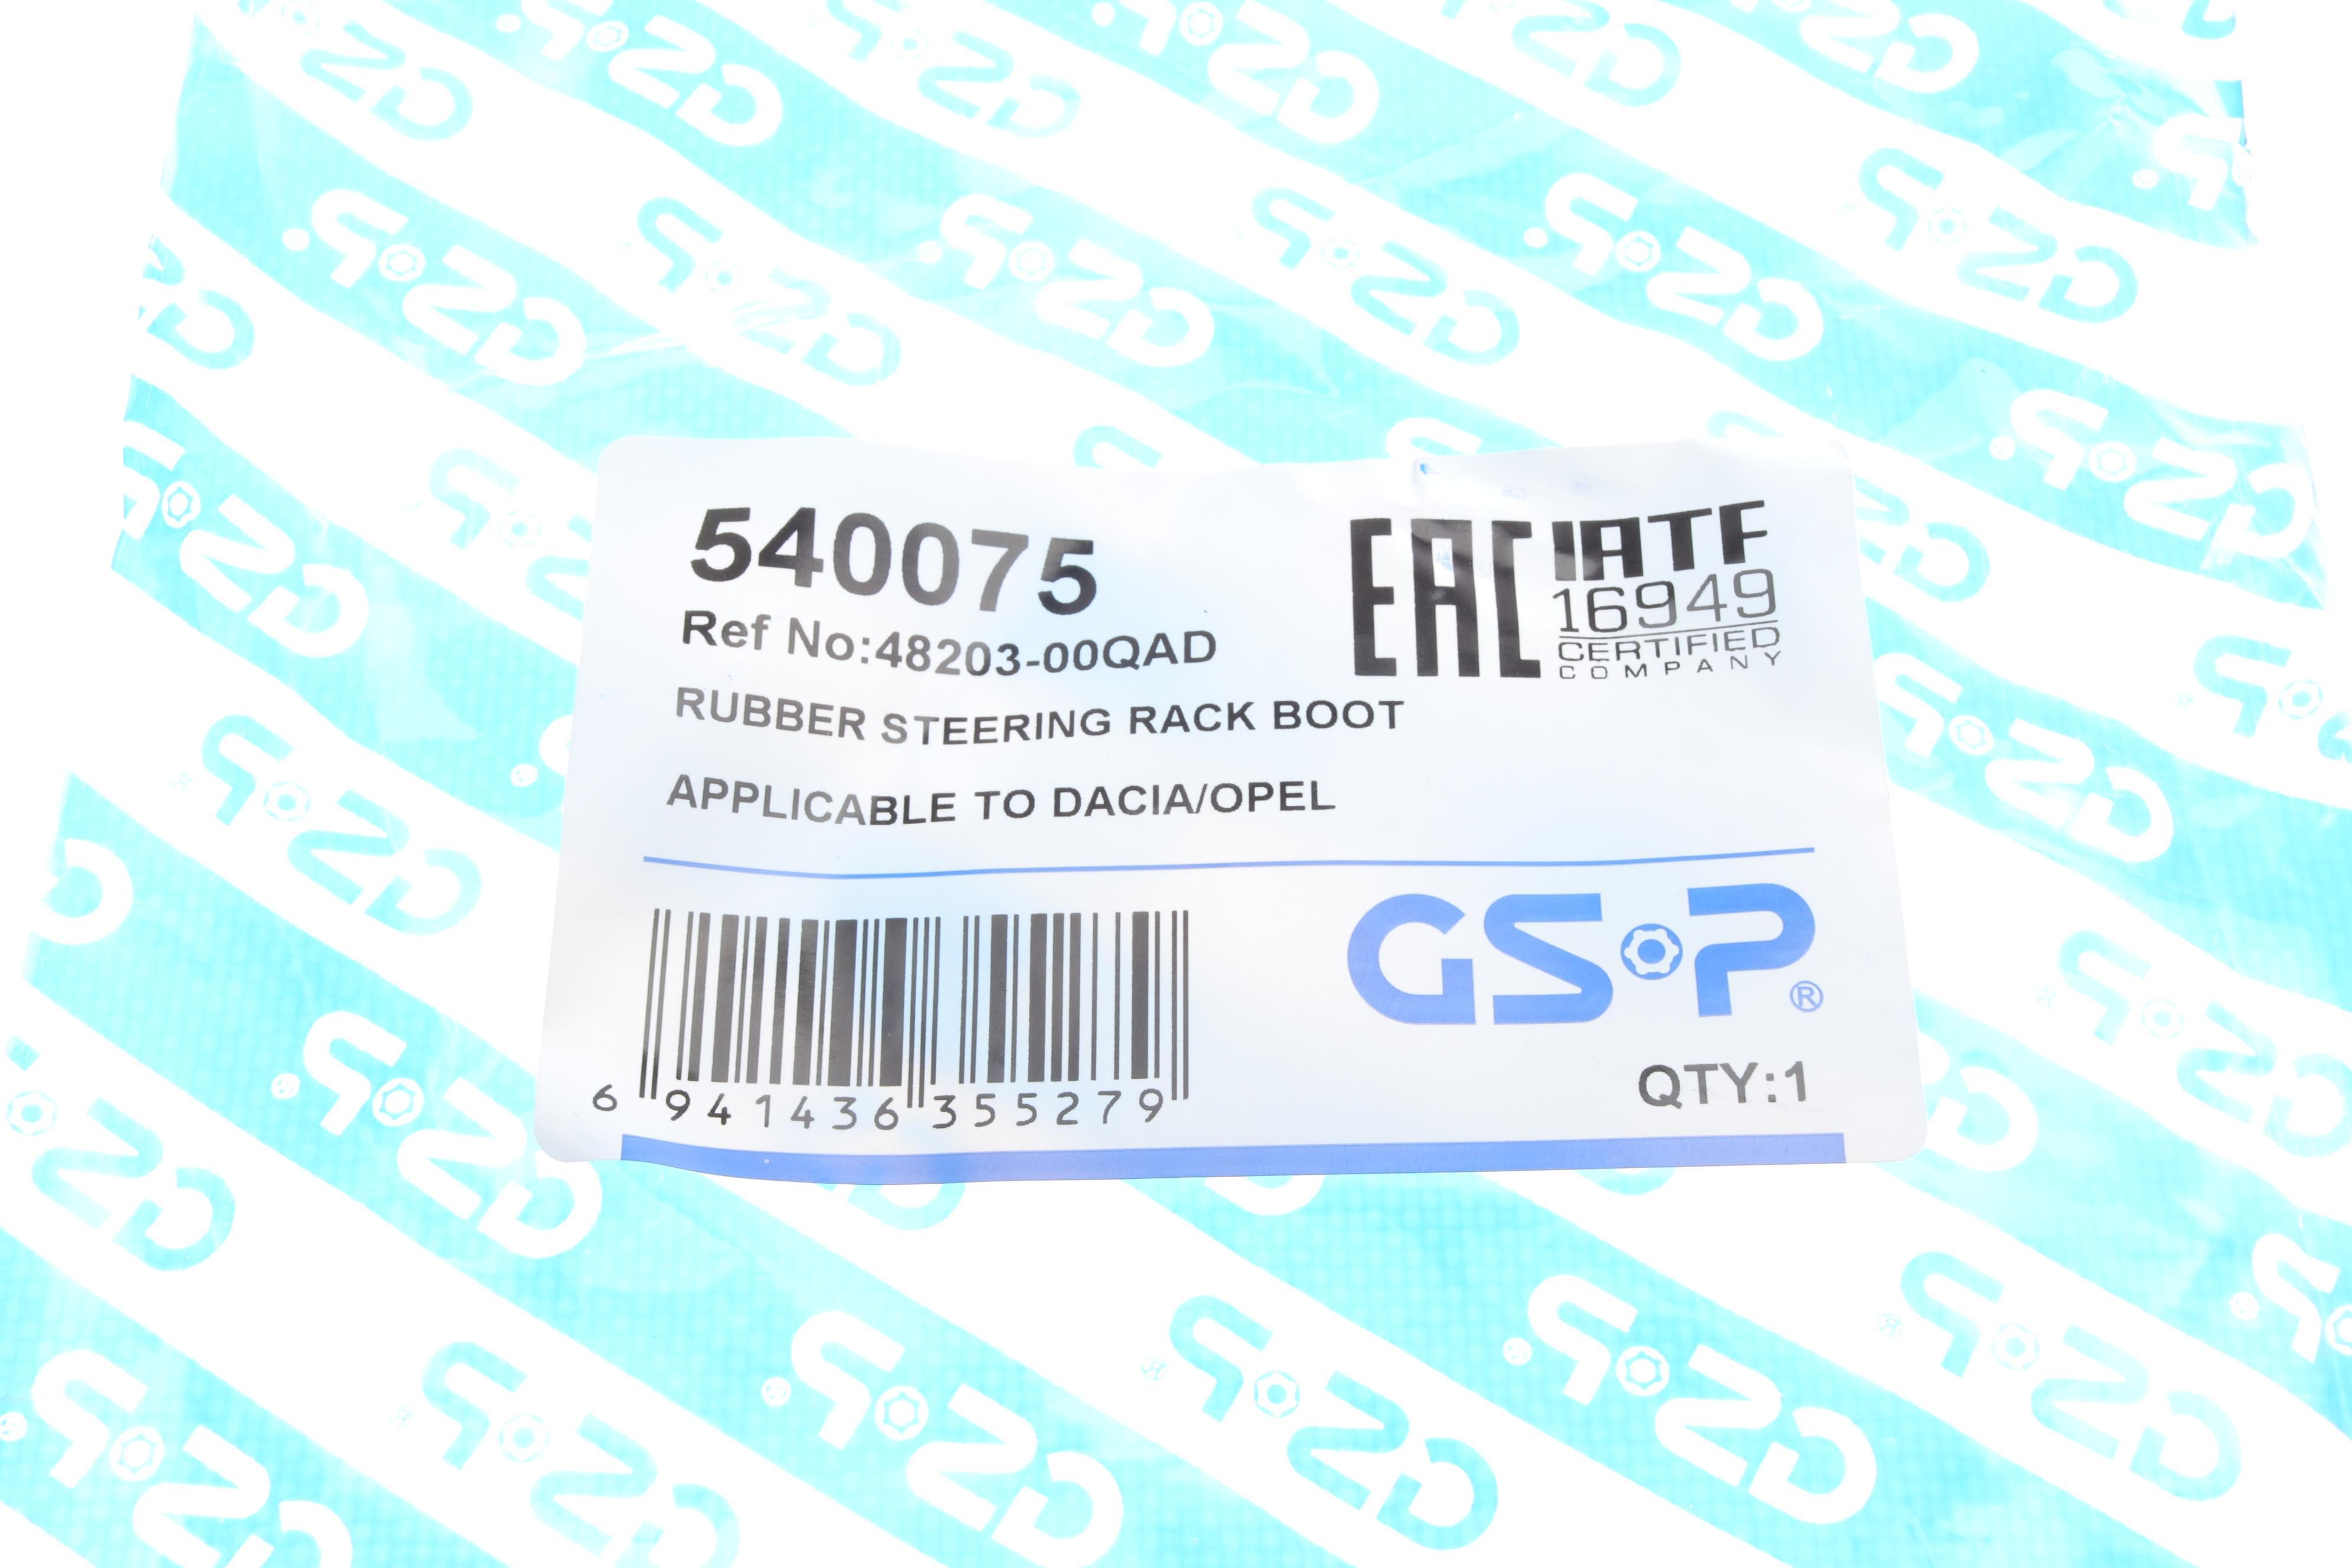 540075
Ref No:48203-00QAD
RUBBER STEERING RACK BOOT
APPLICABLE TO DACIA/OPEL
EAC
IATF
16949
CERTIFIED
COMPANY
6 941436 355279
GSP®
QTY:1